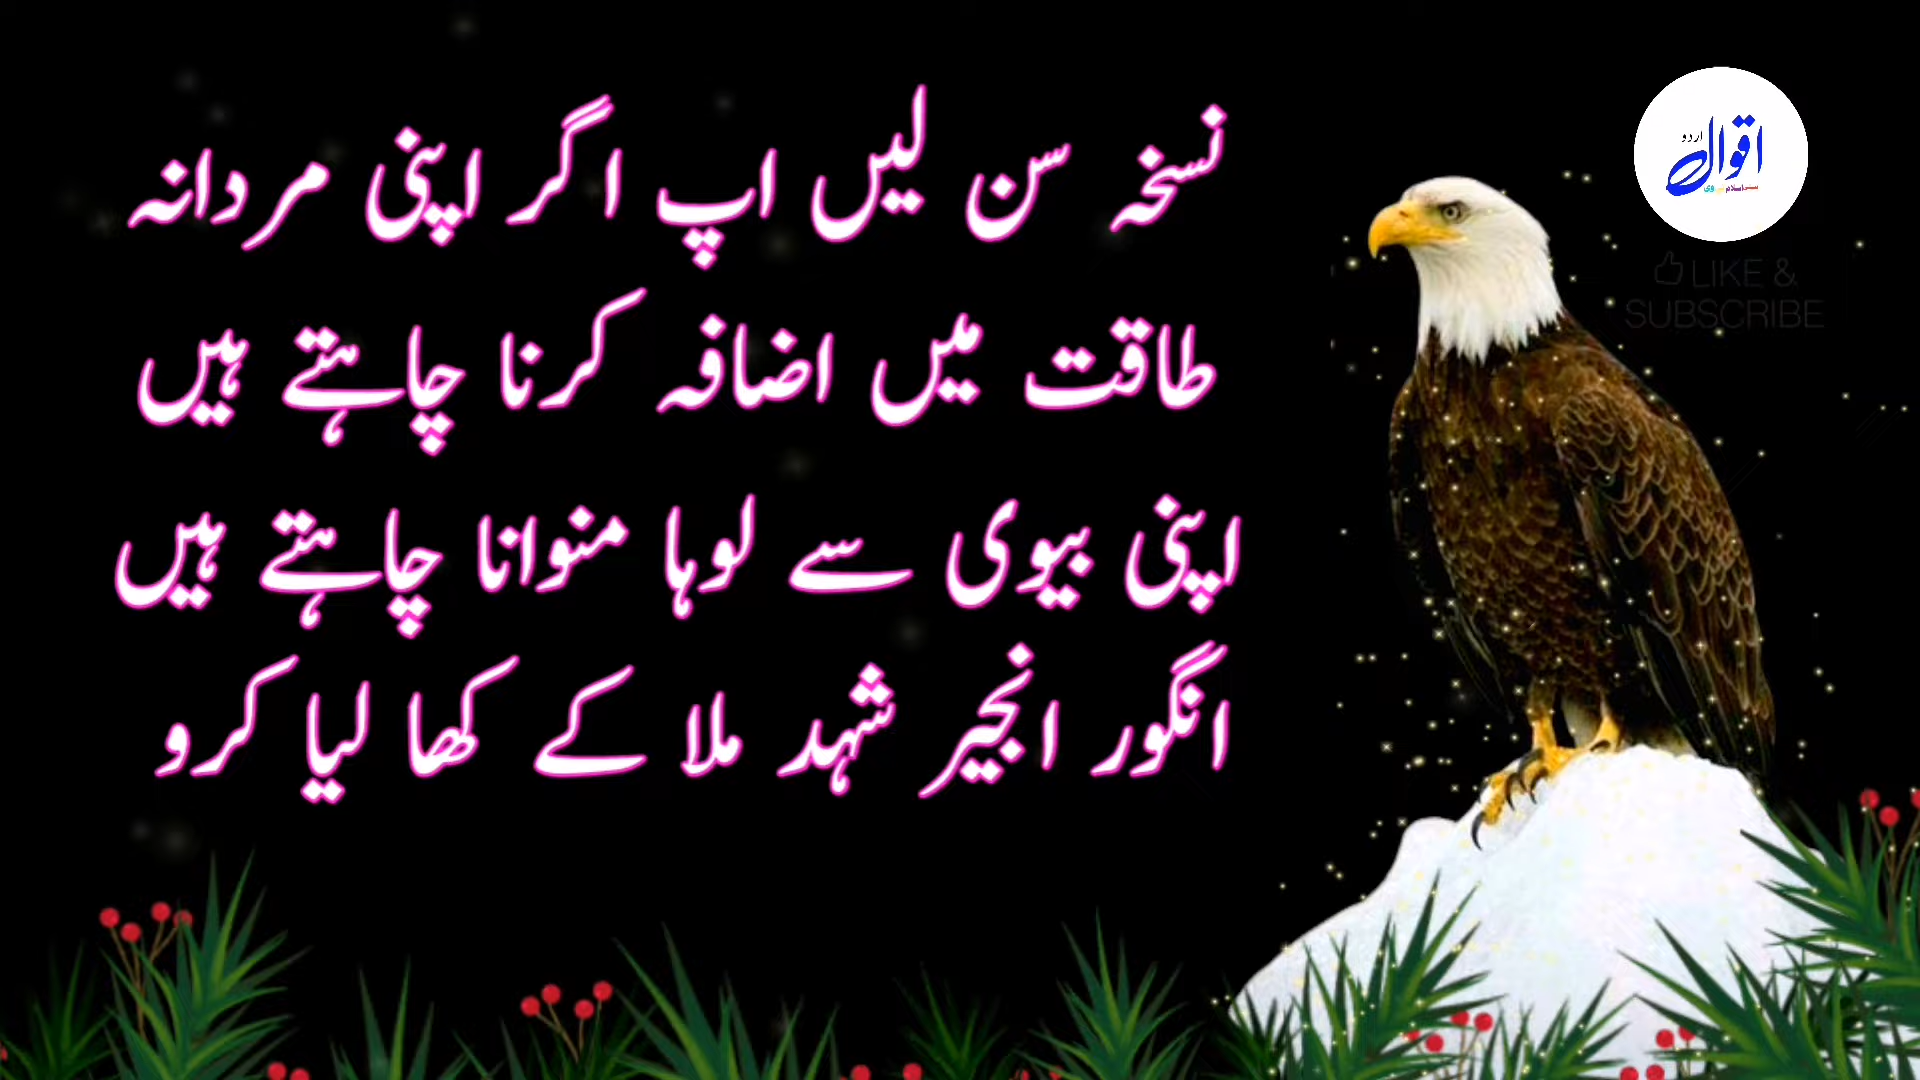 نسخہ سن لیں اپ اگر اپنی مردانہ
طاقت میں اضافہ کرنا چاہتے ہیں
اپنی بیوی سے لوہا منوانا چاہتے ہیں
انگور انجیر شہد ملا کے کھا لیا کرو
اقوال
اردو
LIKE &
SUBSCRIBE